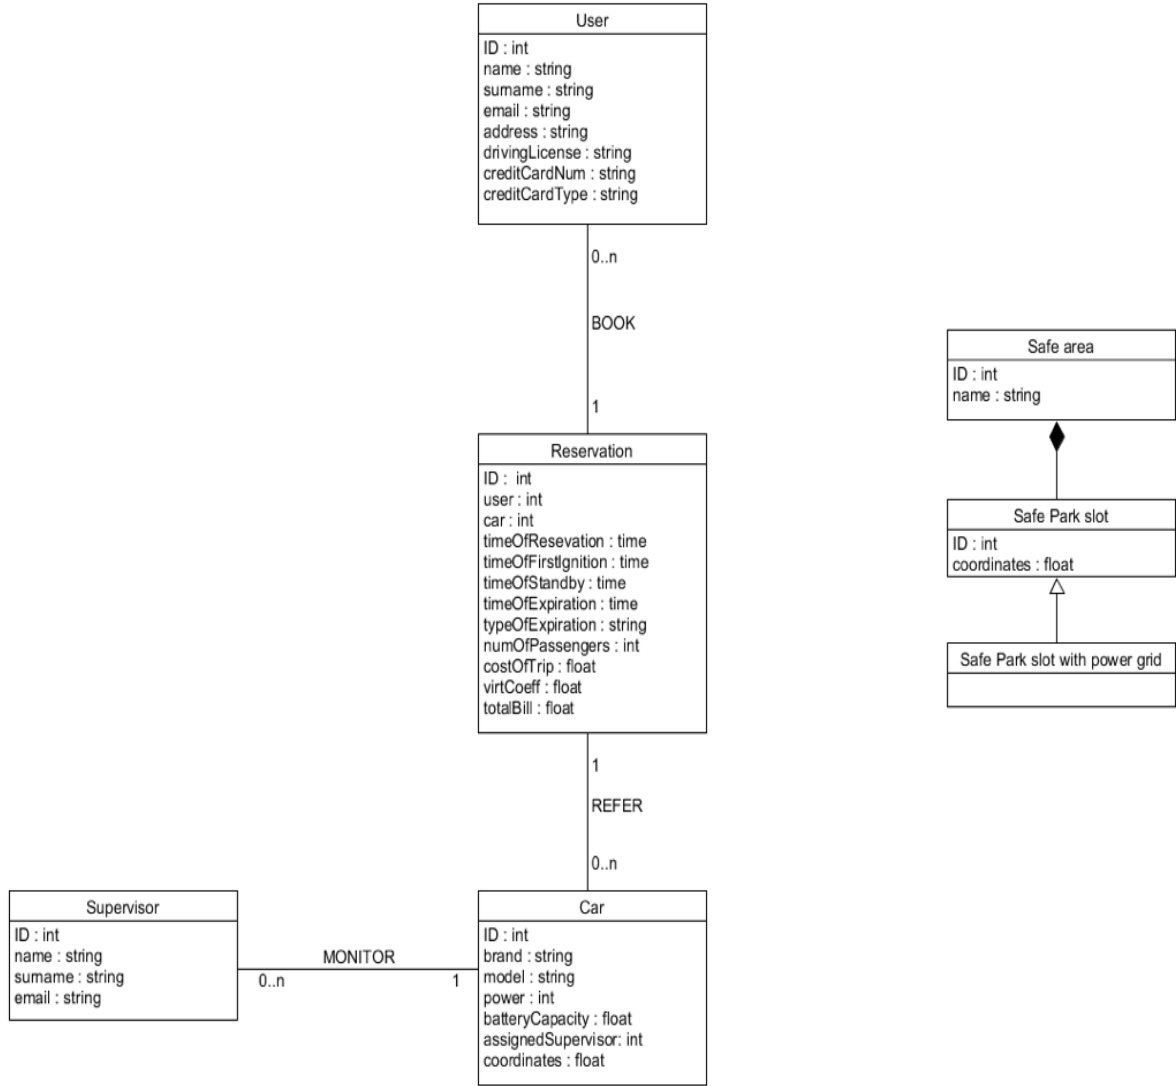 User
ID : int
name : string
surname : string
email : string
address : string
drivingLicense : string
creditCardNum : string
creditCardType : string
0..n
BOOK
1
Reservation
ID : int
user : int
car : int
timeOfResevation : time
timeOfFirstIgnition : time
timeOfStandby : time
timeOfExpiration : time
typeOfExpiration : string
numOfPassengers : int
costOfTrip : float
virtCoeff : float
totalBill : float
1
REFER
0..n
Safe area
ID : int
name : string
Safe Park slot
ID : int
coordinates : float
Safe Park slot with power grid
Supervisor
ID : int
name : string
surname : string
email : string
MONITOR
0..n
1
Car
ID : int
brand : string
model : string
power : int
batteryCapacity : float
assignedSupervisor: int
coordinates : float